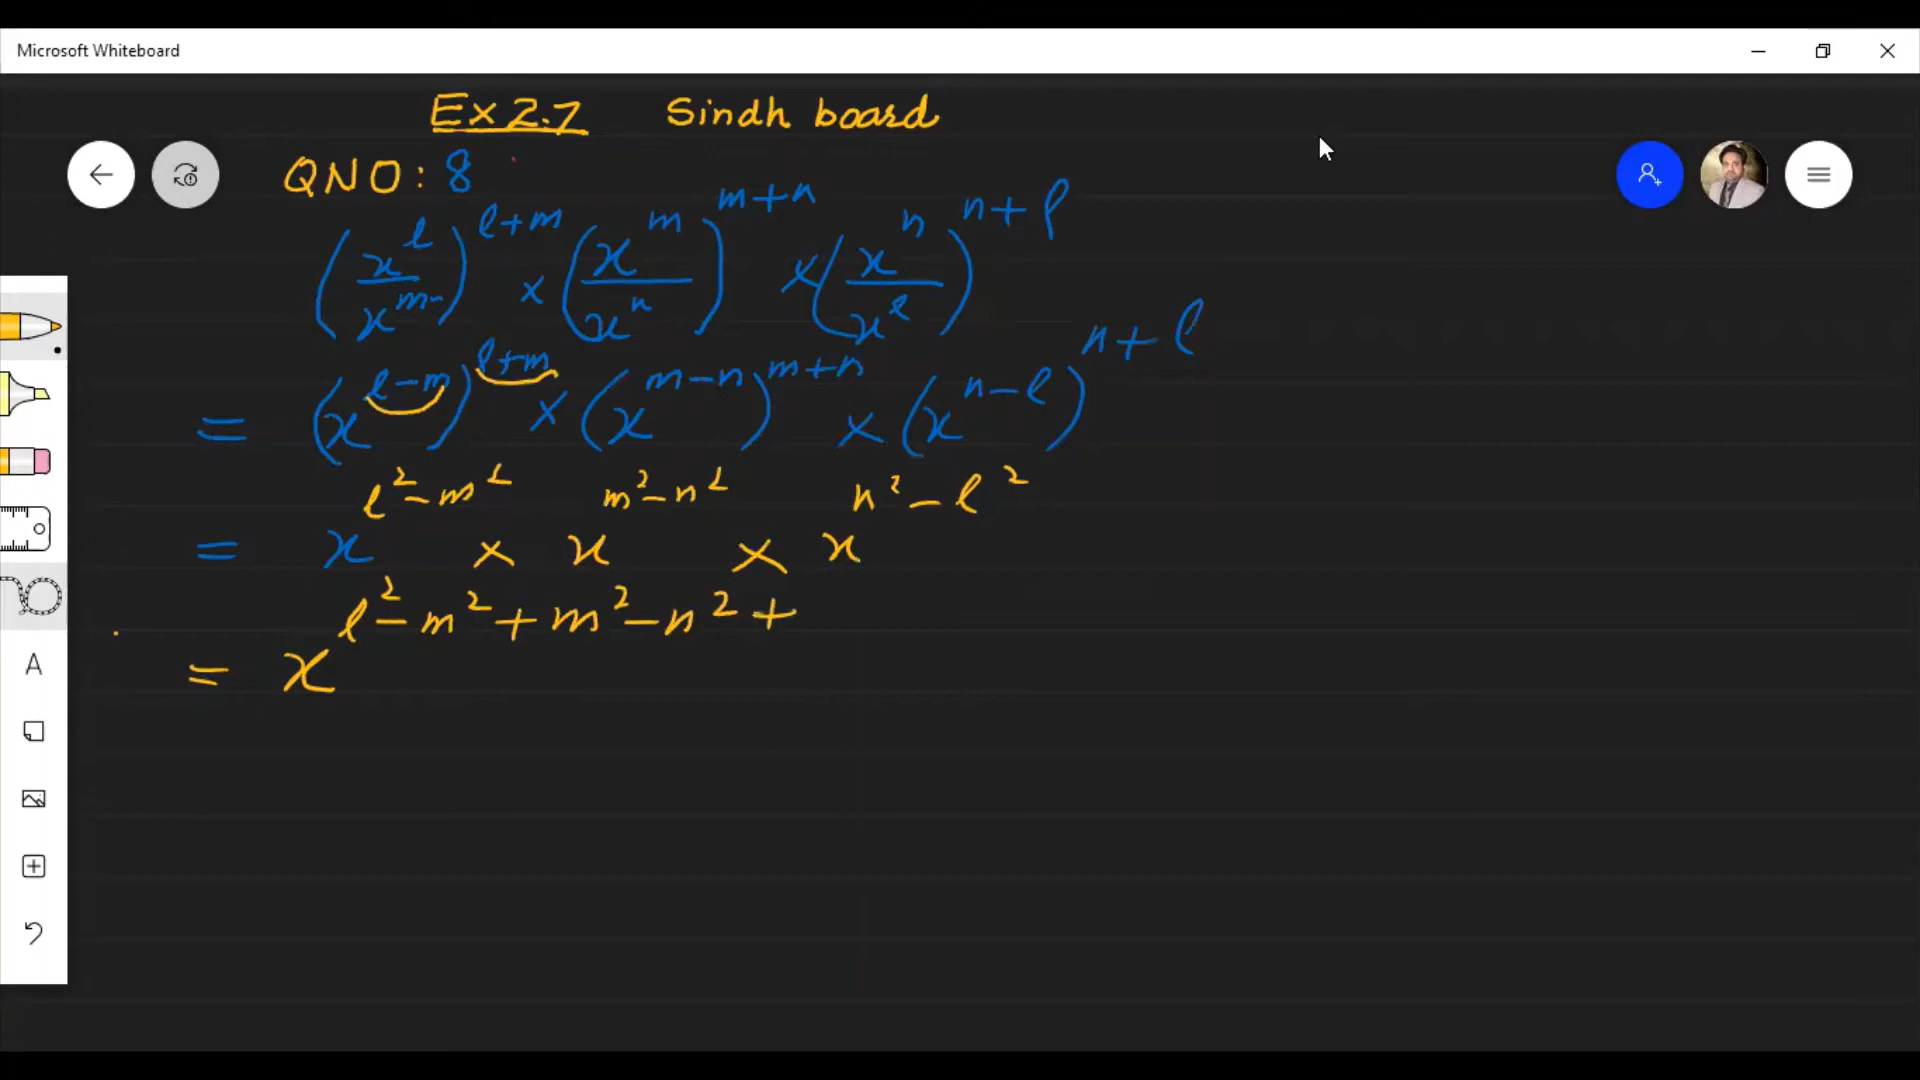 Microsoft Whiteboard
Ex 2.7 Sindh board
QNO: 8
(x^l/x^m)^(l+m) × (x^m/x^n)^(m+n) × (x^n/x^l)^(n+l)
= (x^(l-m))^(l+m) × (x^(m-n))^(m+n) × (x^(n-l))^(n+l)
= x^(l²-m²) × x^(m²-n²) × x^(n²-l²)
= x^(l²-m²+m²-n²+
A